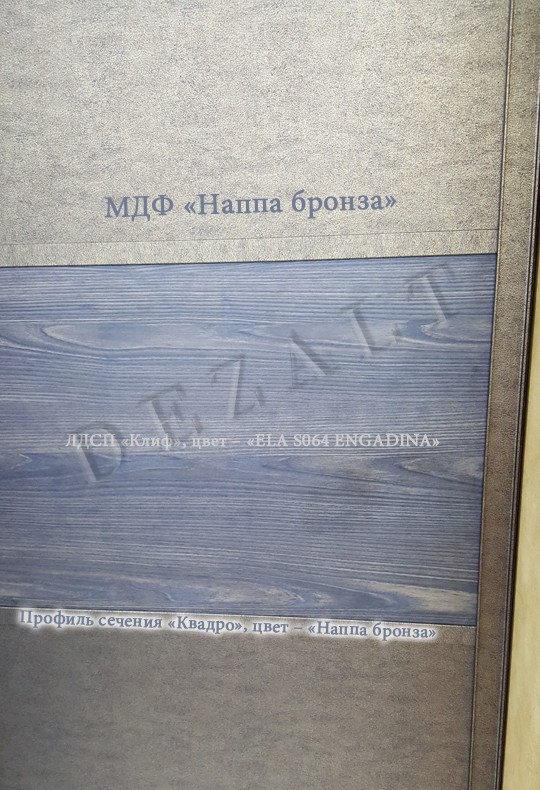 МДФ «Наппа бронза»
DEZALT
ЛДСП «Клиф», цвет – «ELA S064 ENGADINA»
Профиль сечения «Квадро», цвет – «Наппа бронза»